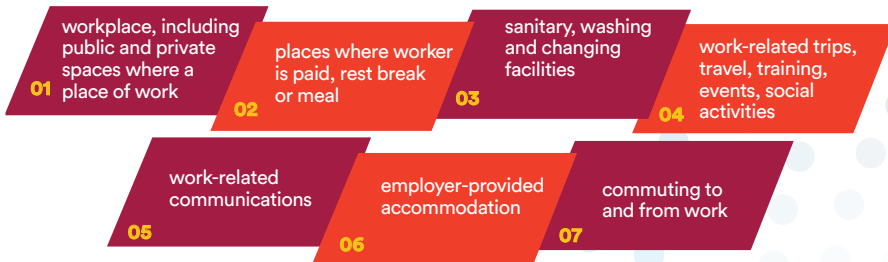 01
workplace, including
public and private
spaces where a
place of work
02
places where worker
is paid, rest break
or meal
03
sanitary, washing
and changing
facilities
04
work-related trips,
travel, training,
events, social
activities
05
work-related
communications
06
employer-provided
accommodation
07
commuting to
and from work